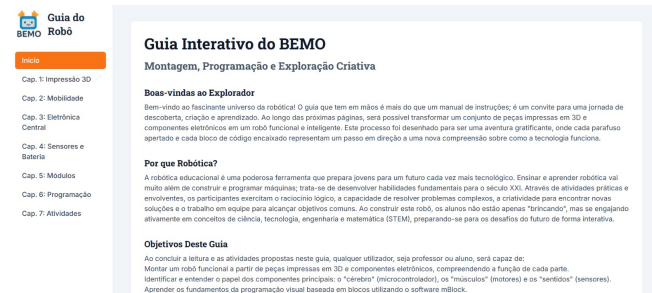 Guia do
Robô
BEMO
Início
Cap. 1: Impressão 3D
Cap. 2: Mobilidade
Cap. 3: Eletrônica
Central
Cap. 4: Sensores e
Bateria
Cap. 5: Módulos
Cap. 6: Programação
Cap. 7: Atividades
Guia Interativo do BEMO
Montagem, Programação e Exploração Criativa
Boas-vindas ao Explorador
Bem-vindo ao fascinante universo da robótica! O guia que tem em mãos é mais do que um manual de instruções; é um convite para uma jornada de
descoberta, criação e aprendizado. Ao longo das próximas páginas, será possível transformar um conjunto de peças impressas em 3D e
componentes eletrônicos em um robô funcional e inteligente. Este processo foi desenhado para ser uma aventura gratificante, onde cada parafuso
apertado e cada bloco de código encaixado representam um passo em direção a uma nova compreensão sobre como a tecnologia funciona.
Por que Robótica?
A robótica educacional é uma poderosa ferramenta que prepara jovens para um futuro cada vez mais tecnológico. Ensinar e aprender robótica vai
muito além de construir e programar máquinas; trata-se de desenvolver habilidades fundamentais para o século XXI. Através de atividades práticas e
envolventes, os participantes exercitam o raciocínio lógico, a capacidade de resolver problemas complexos, a criatividade para encontrar novas
soluções e o trabalho em equipe para alcançar objetivos comuns. Ao construir este robô, os alunos não estão apenas "brincando", mas se engajando
ativamente em conceitos de ciência, tecnologia, engenharia e matemática (STEM), preparando-se para os desafios do futuro de forma interativa.
Objetivos Deste Guia
Ao concluir a leitura e as atividades propostas neste guia, qualquer utilizador, seja professor ou aluno, será capaz de:
Montar um robô funcional a partir de peças impressas em 3D e componentes eletrônicos, compreendendo a função de cada parte.
Identificar e entender o papel dos componentes principais: o "cérebro" (microcontrolador), os "músculos" (motores) e os "sentidos" (sensores).
Aprender os fundamentos da programação visual baseada em blocos utilizando o software mBlock.